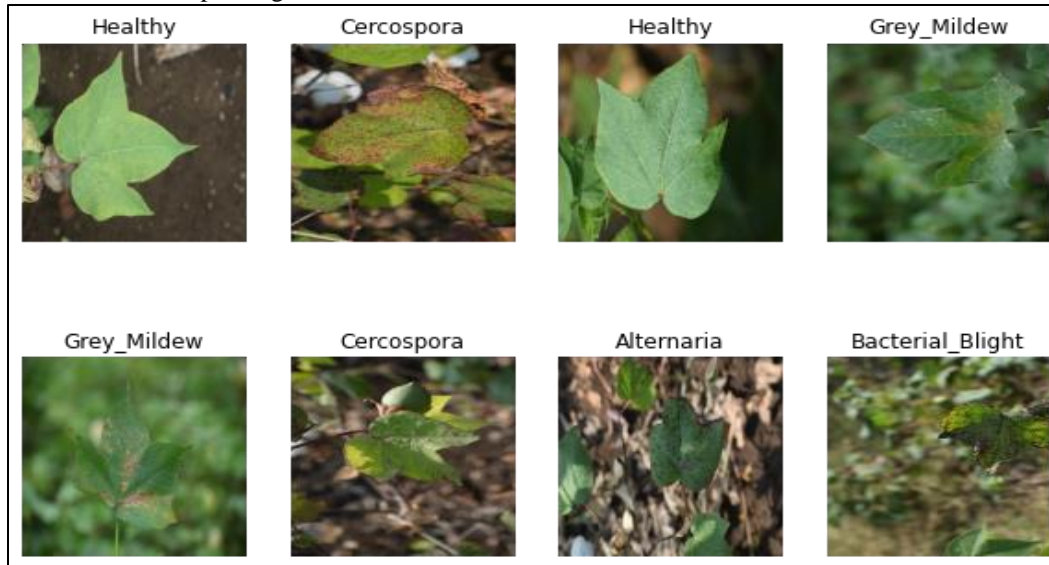 Healthy
Cercospora
Healthy
Grey_Mildew
Grey_Mildew
Cercospora
Alternaria
Bacterial_Blight